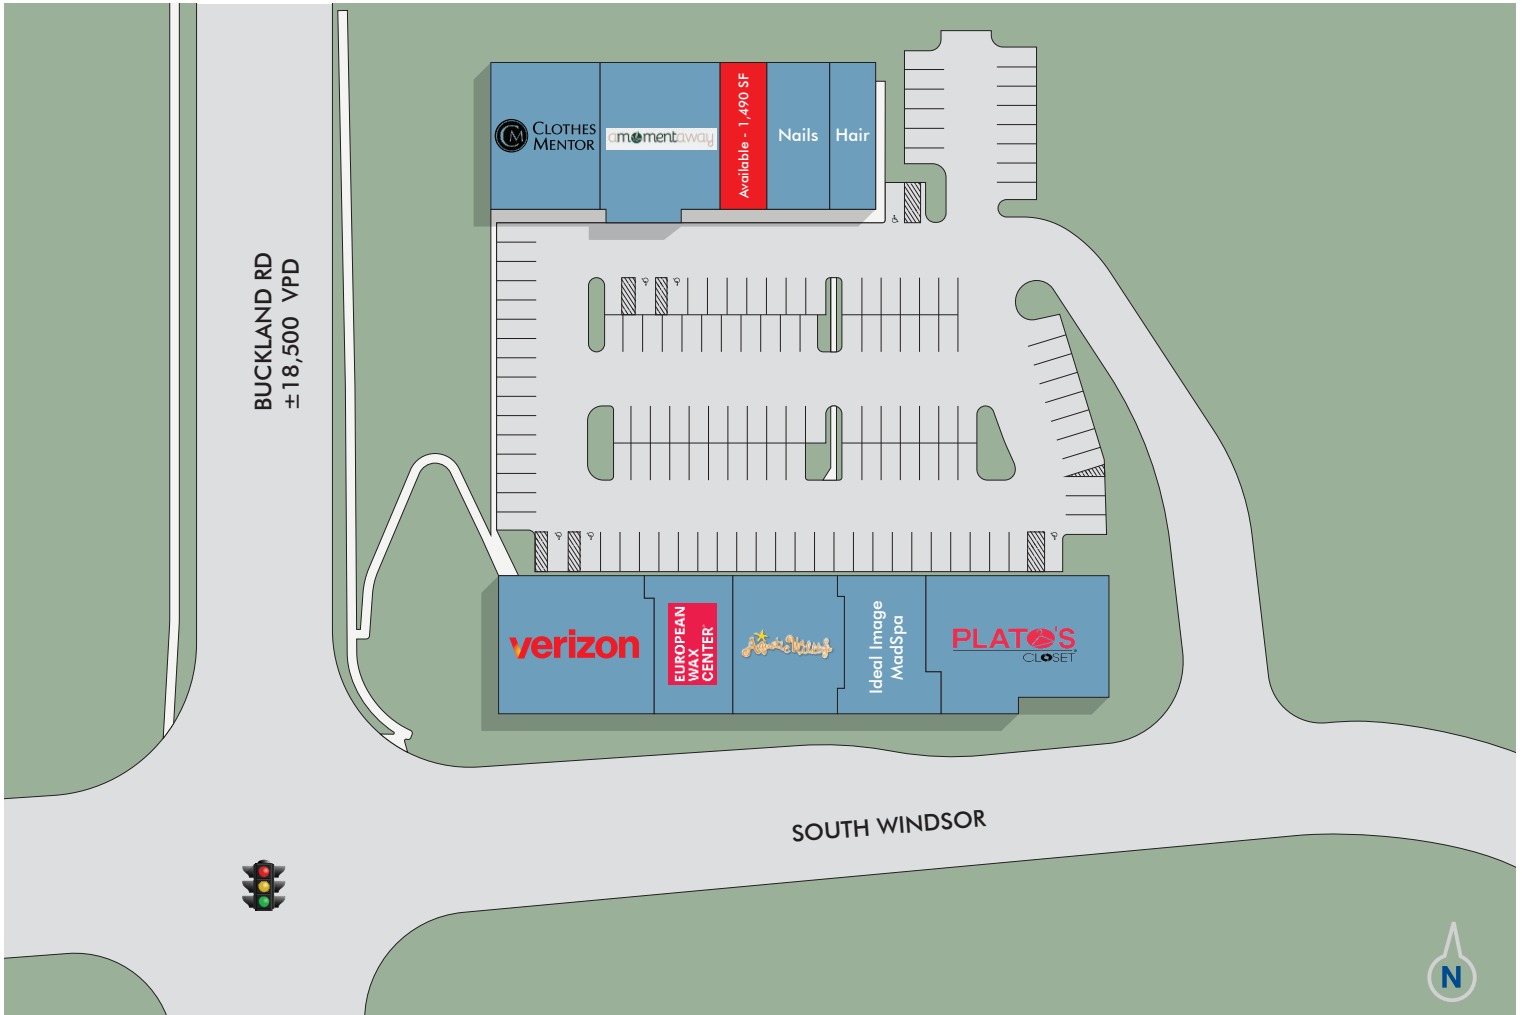 CM CLOTHES
MENTOR
amomentaway
Available - 1,490 SF
Nails
Hair
BUCKLAND RD
±18,500 VPD
verizon
EUROPEAN
WAX
CENTER
Ideal Image
MadSpa
PLATO'S
CLOSET
SOUTH WINDSOR
N